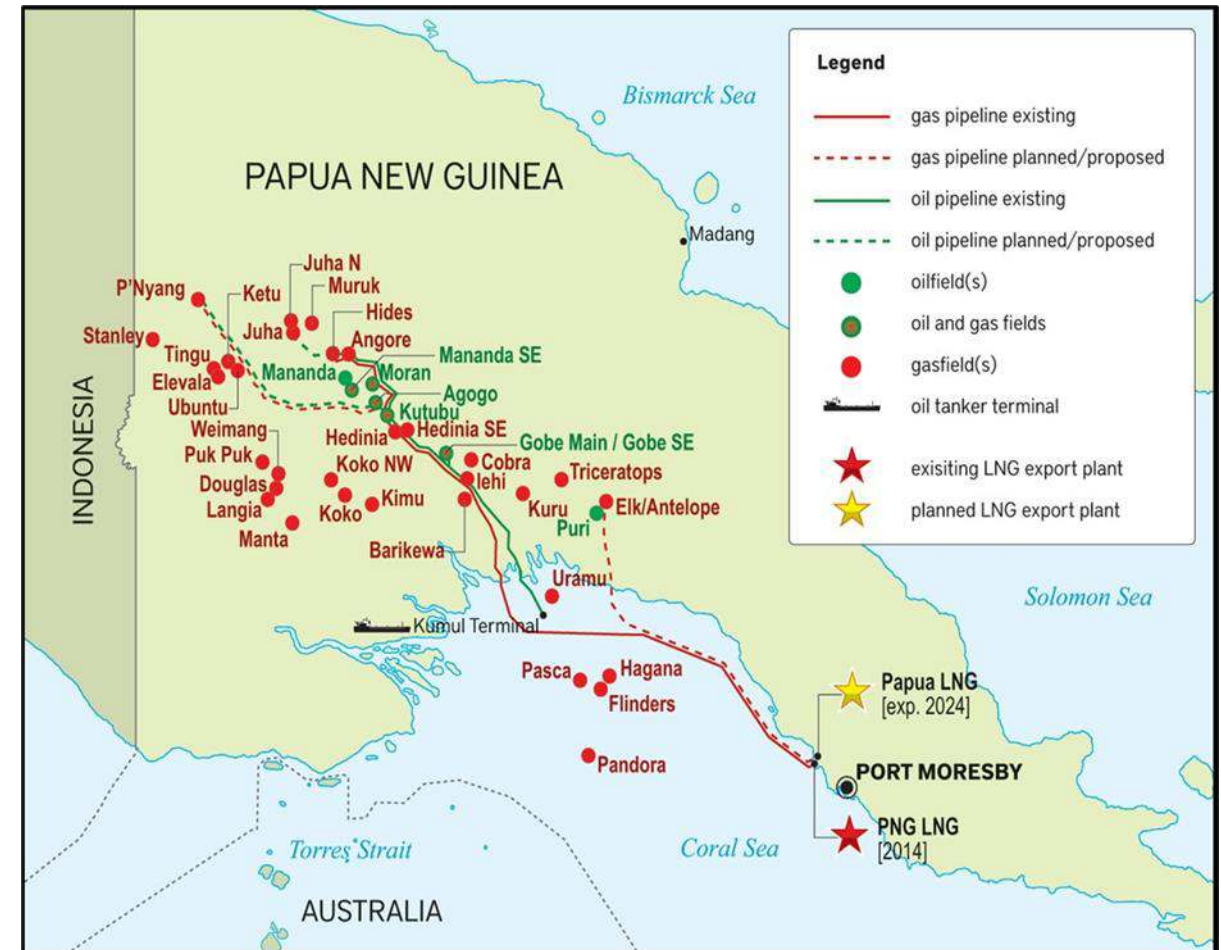 Legend
gas pipeline existing
gas pipeline planned/proposed
oil pipeline existing
oil pipeline planned/proposed
oilfield(s)
oil and gas fields
gasfield(s)
oil tanker terminal
exisiting LNG export plant
planned LNG export plant
Bismarck Sea
PAPUA NEW GUINEA
Madang
Juha N
P'Nyang
Ketu
Muruk
Hides
Stanley
Juha
Angore
Tingu
Mananda SE
Elevala
Mananda
Moran
Ubuntu
Agogo
Kutubu
INDONESIA
Weimang
Hedinia
Hedinia SE
Gobe Main / Gobe SE
Puk Puk
Koko NW
Cobra
Iehi
Triceratops
Douglas
Langia
Koko
Kimu
Kuru
Elk/Antelope
Puri
Manta
Barikewa
Uramu
Solomon Sea
Kumul Terminal
Pasca
Hagana
Flinders
Papua LNG
[exp. 2024]
Pandora
PORT MORESBY
PNG LNG
[2014]
Torres Strait
Coral Sea
AUSTRALIA